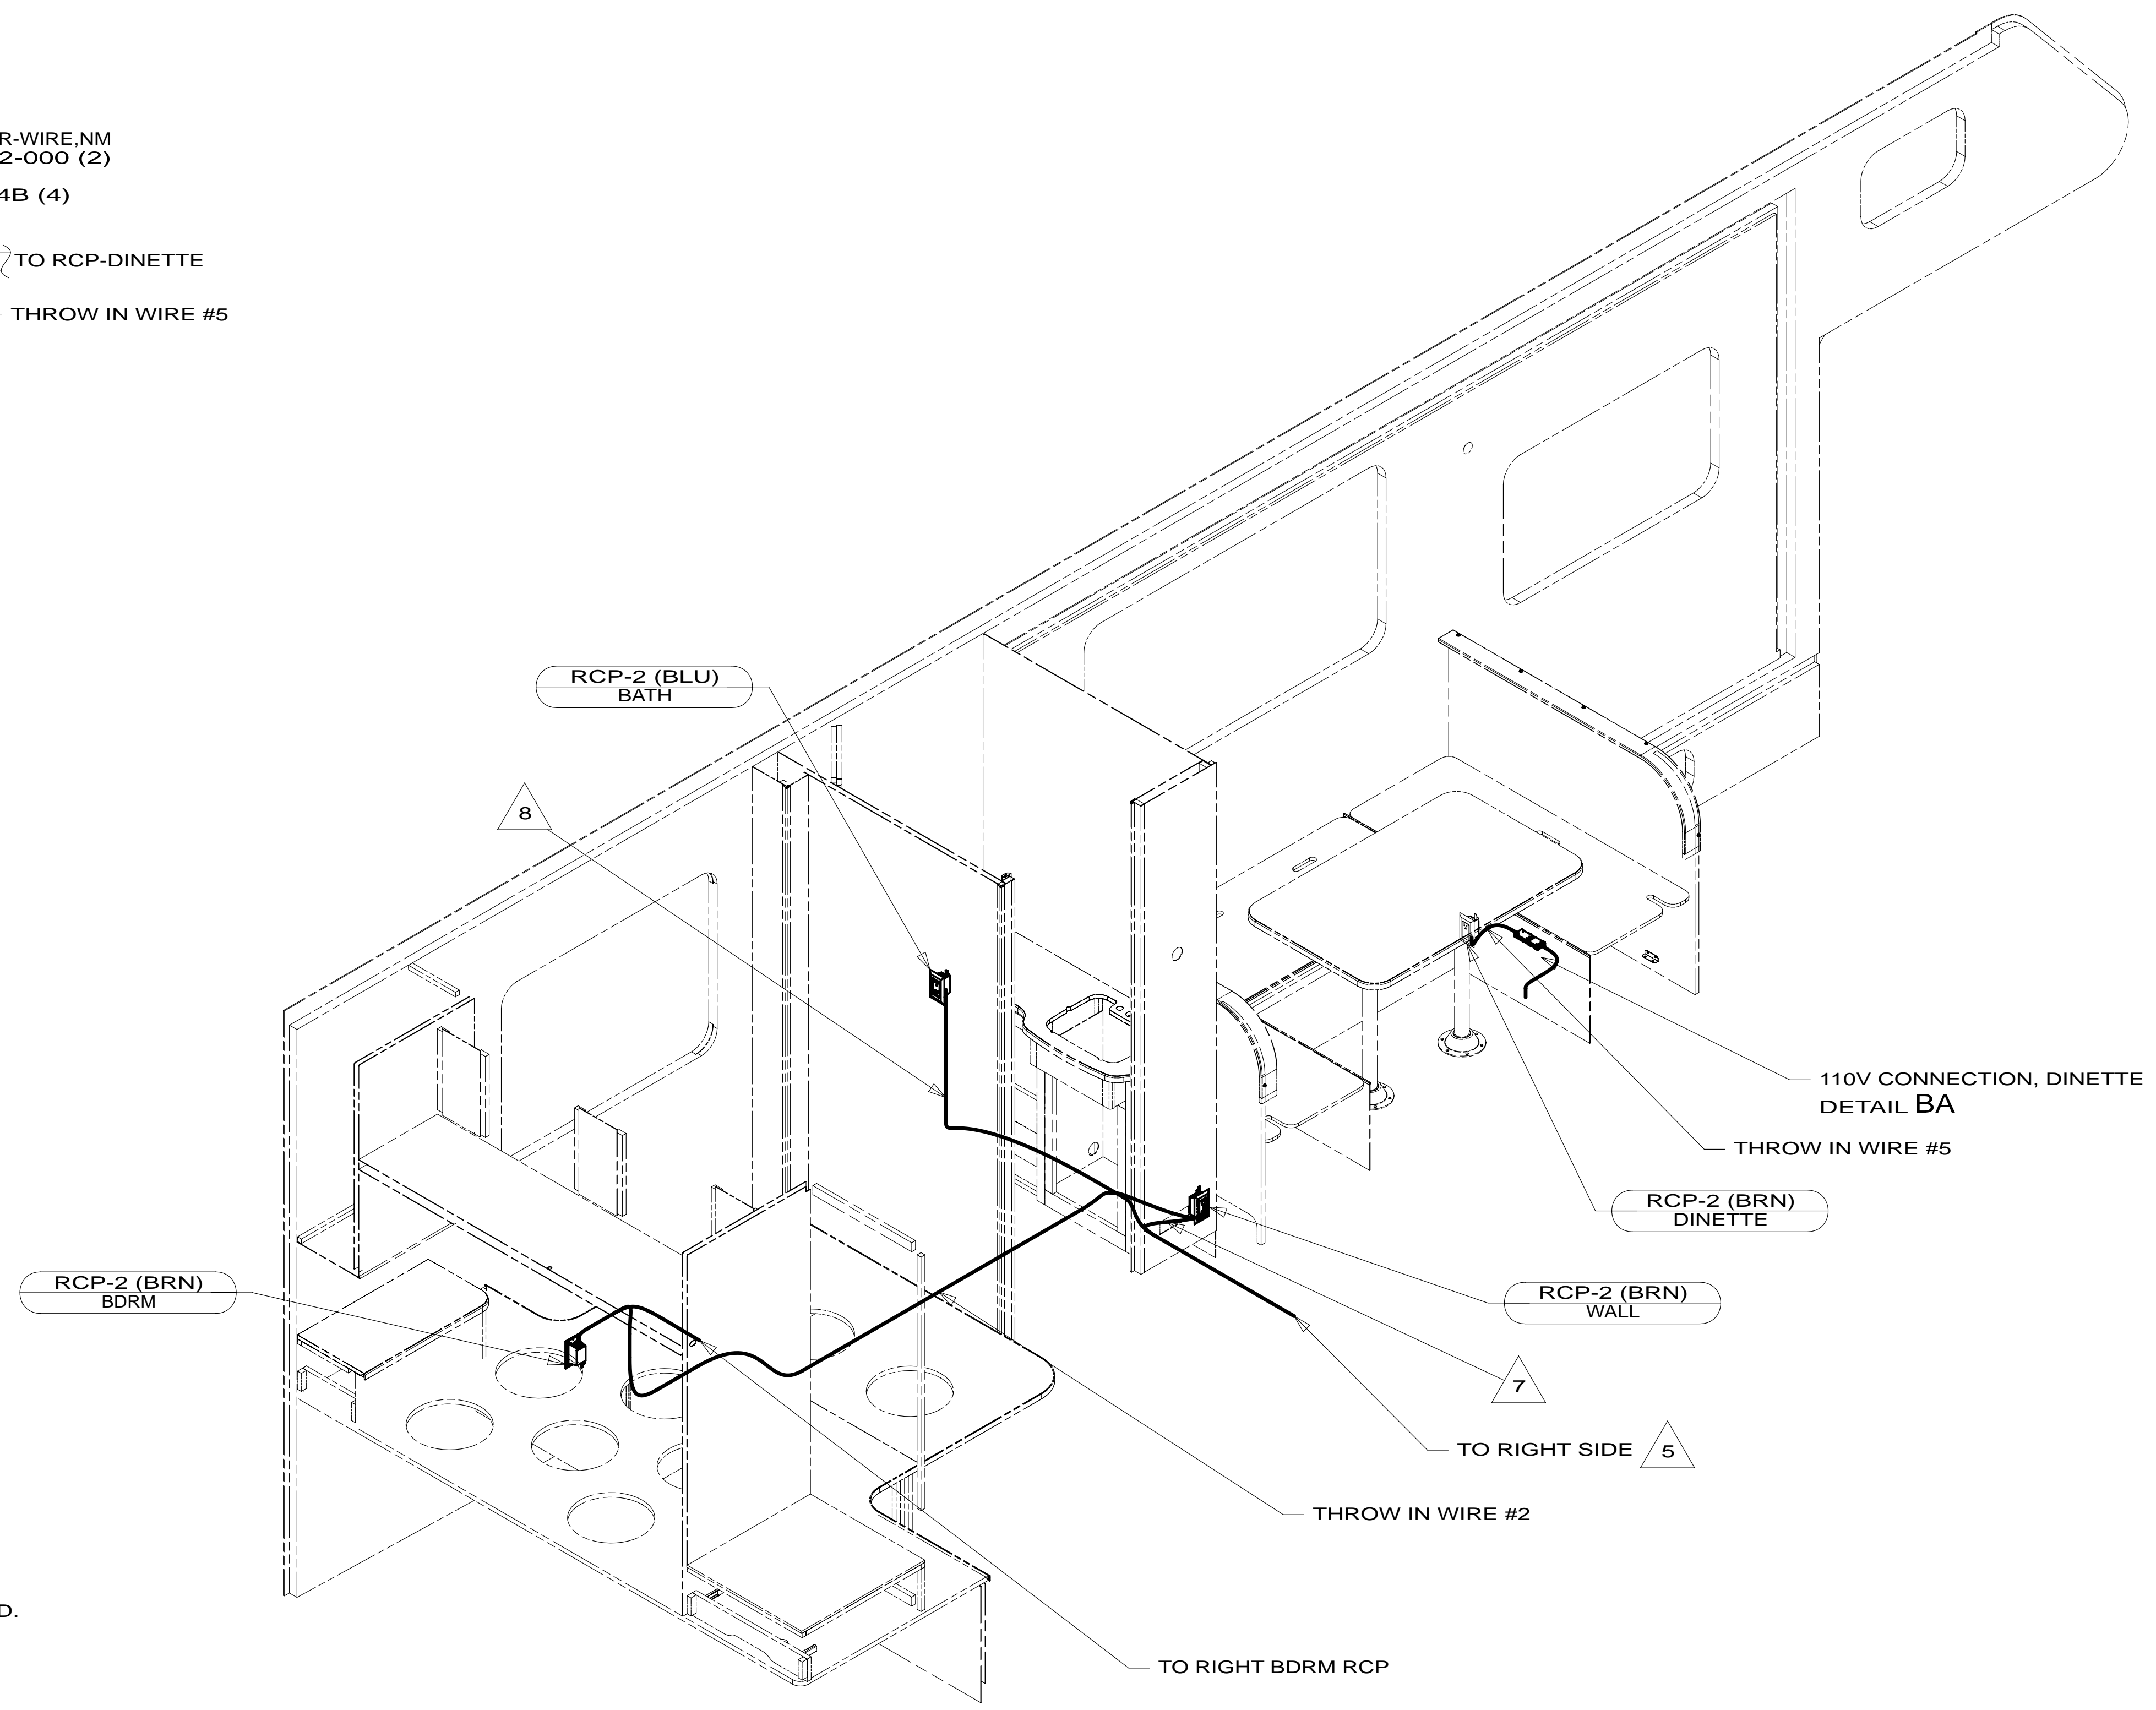 R-WIRE,NM
2-000 (2)
4B (4)
TO RCP-DINETTE
THROW IN WIRE #5
RCP-2 (BLU)
BATH
8
110V CONNECTION, DINETTE
DETAIL BA
THROW IN WIRE #5
RCP-2 (BRN)
DINETTE
RCP-2 (BRN)
BDRM
RCP-2 (BRN)
WALL
7
TO RIGHT SIDE 5
THROW IN WIRE #2
D.
TO RIGHT BDRM RCP